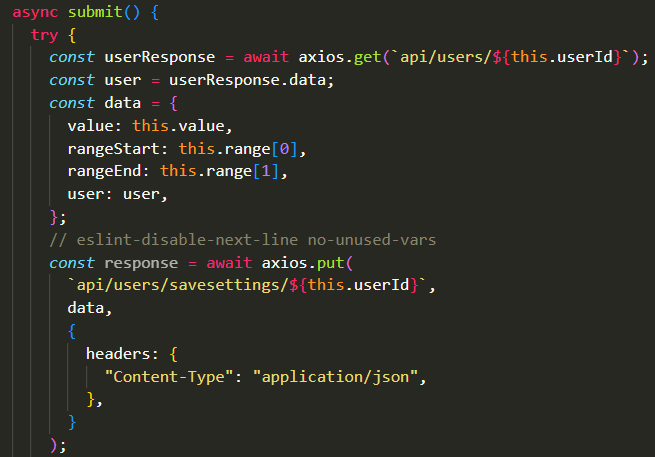 async submit() {
try {
const userResponse = await axios.get(`api/users/${this.userId}`);
const user = userResponse.data;
const data = {
value: this.value,
rangeStart: this.range[0],
rangeEnd: this.range[1],
user: user,
};
// eslint-disable-next-line no-unused-vars
const response = await axios.put(
`api/users/savesettings/${this.userId}`,
data,
{
headers: {
"Content-Type": "application/json",
},
}
);